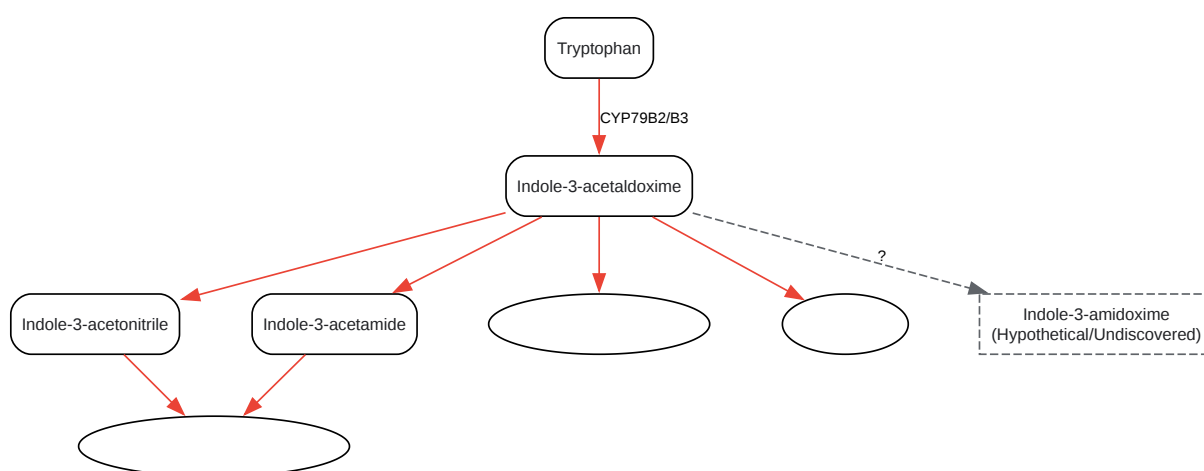 Tryptophan
CYP79B2/B3
Indole-3-acetaldoxime
?
Indole-3-acetonitrile
Indole-3-acetamide
Indole-3-amidoxime
(Hypothetical/Undiscovered)